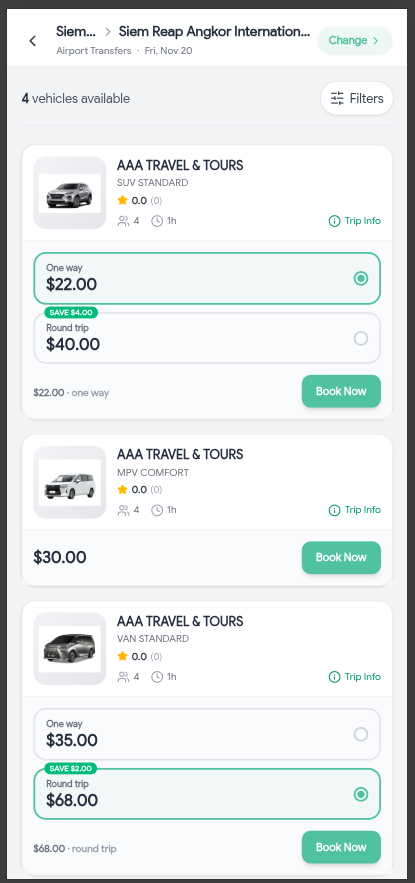 Siem... > Siem Reap Angkor Internation...
Change >
Airport Transfers · Fri, Nov 20
4 vehicles available
Filters
AAA TRAVEL & TOURS
SUV STANDARD
0.0 (0)
4 1h
Trip Info
One way
$22.00
SAVE $4.00
Round trip
$40.00
$22.00 · one way
Book Now
AAA TRAVEL & TOURS
MPV COMFORT
0.0 (0)
4 1h
Trip Info
$30.00
Book Now
AAA TRAVEL & TOURS
VAN STANDARD
0.0 (0)
4 1h
Trip Info
One way
$35.00
SAVE $2.00
Round trip
$68.00
$68.00 · round trip
Book Now